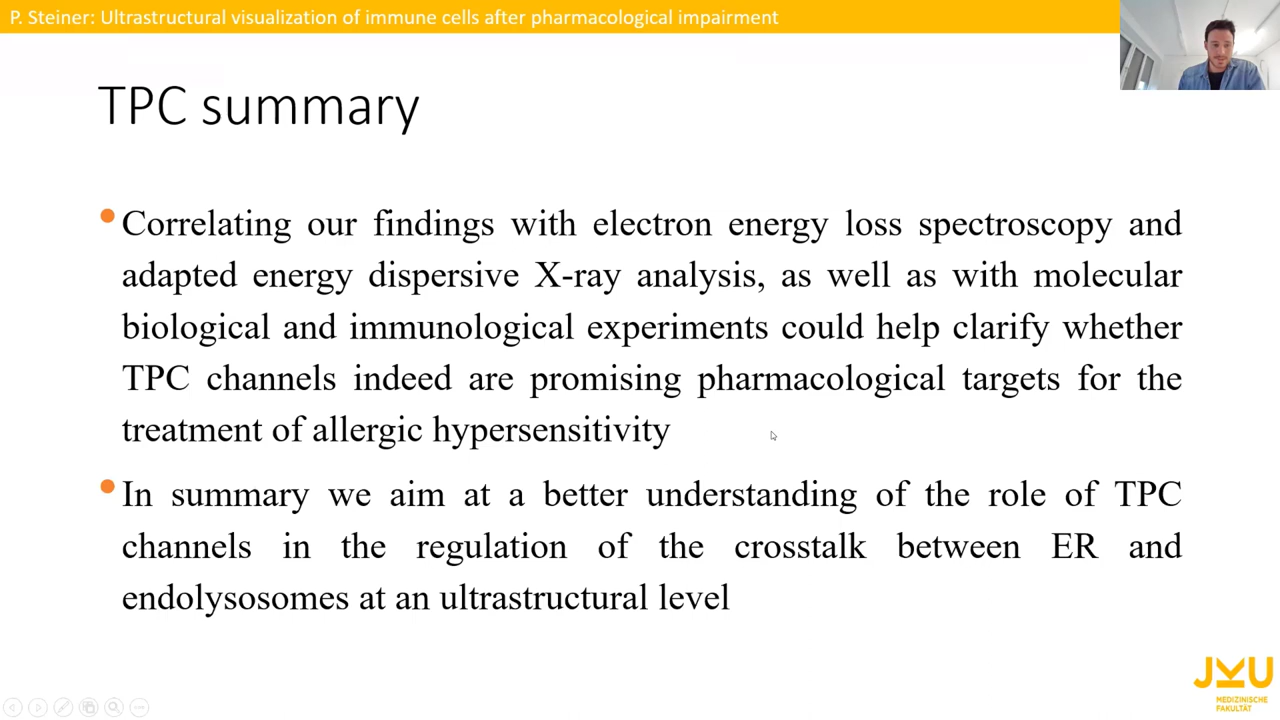 P. Steiner: Ultrastructural visualization of immune cells after pharmacological impairment
TPC summary
Correlating our findings with electron energy loss spectroscopy and
adapted energy dispersive X-ray analysis, as well as with molecular
biological and immunological experiments could help clarify whether
TPC channels indeed are promising pharmacological targets for the
treatment of allergic hypersensitivity
In summary we aim at a better understanding of the role of TPC
channels in the regulation of the crosstalk between ER and
endolysosomes at an ultrastructural level
JKU
MEDIZINISCHE
FAKULTÄT